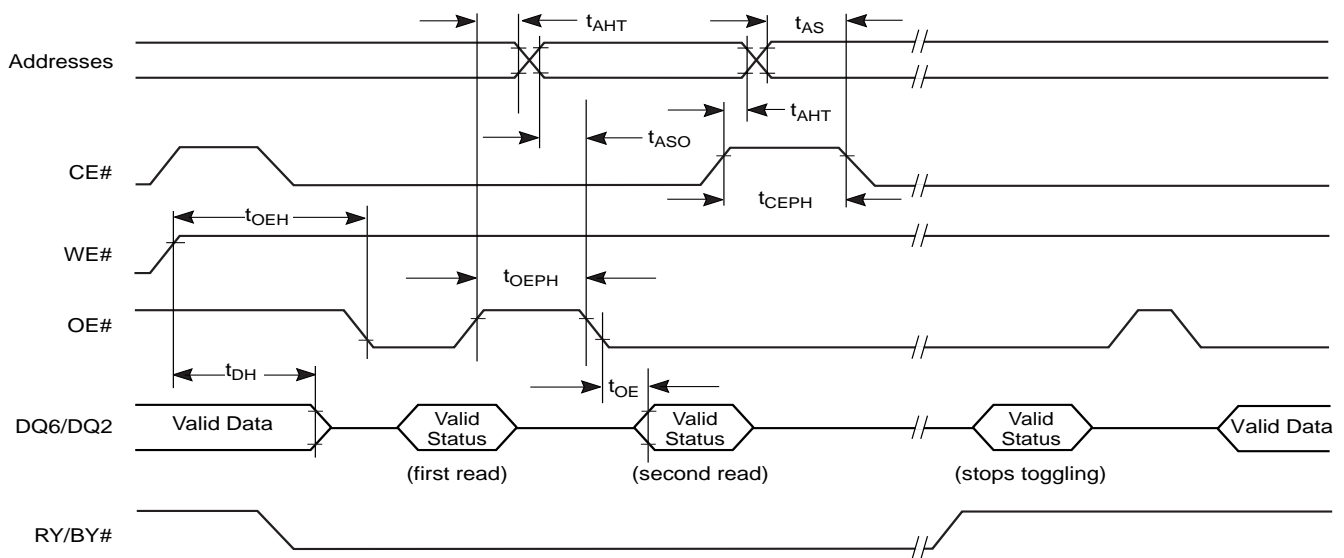 tAHT
tAS
Addresses
tAHT
tASO
CE#
tCEPH
tOEH
WE#
tOEPH
OE#
tDH
tOE
DQ6/DQ2
Valid Data
Valid
Status
Valid
Status
Valid
Status
Valid Data
(first read)
(second read)
(stops toggling)
RY/BY#